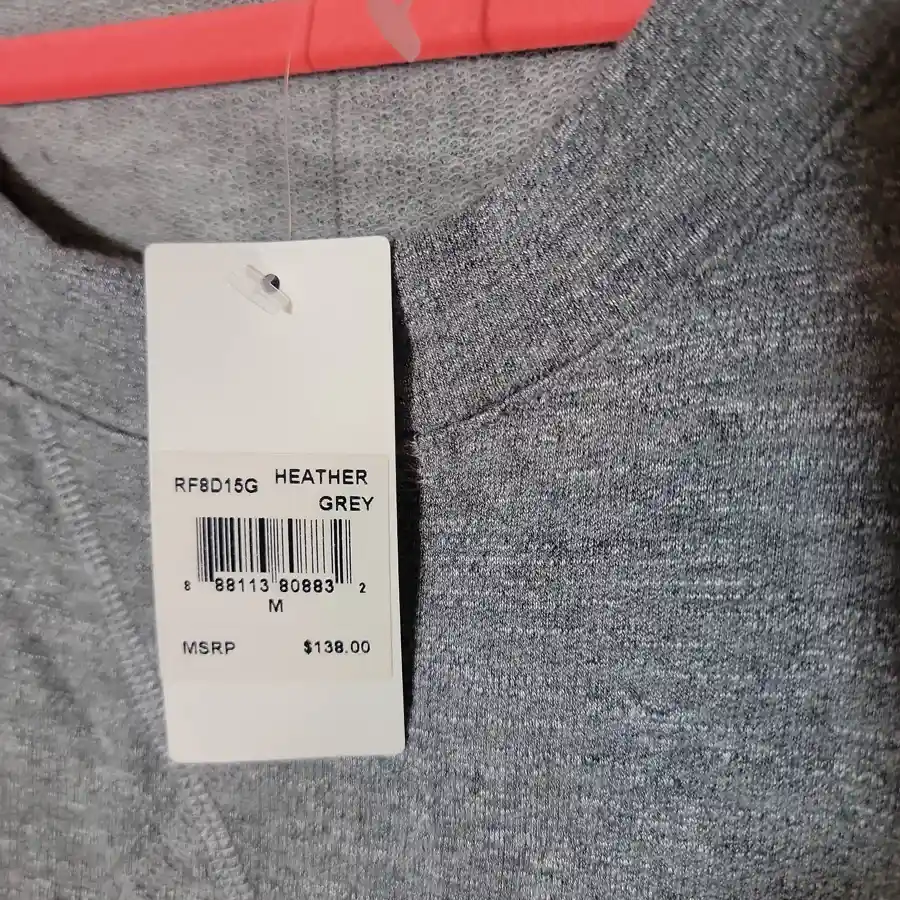 RF8D15G HEATHER
GREY
8 88113 80883 2
M
MSRP $138.00